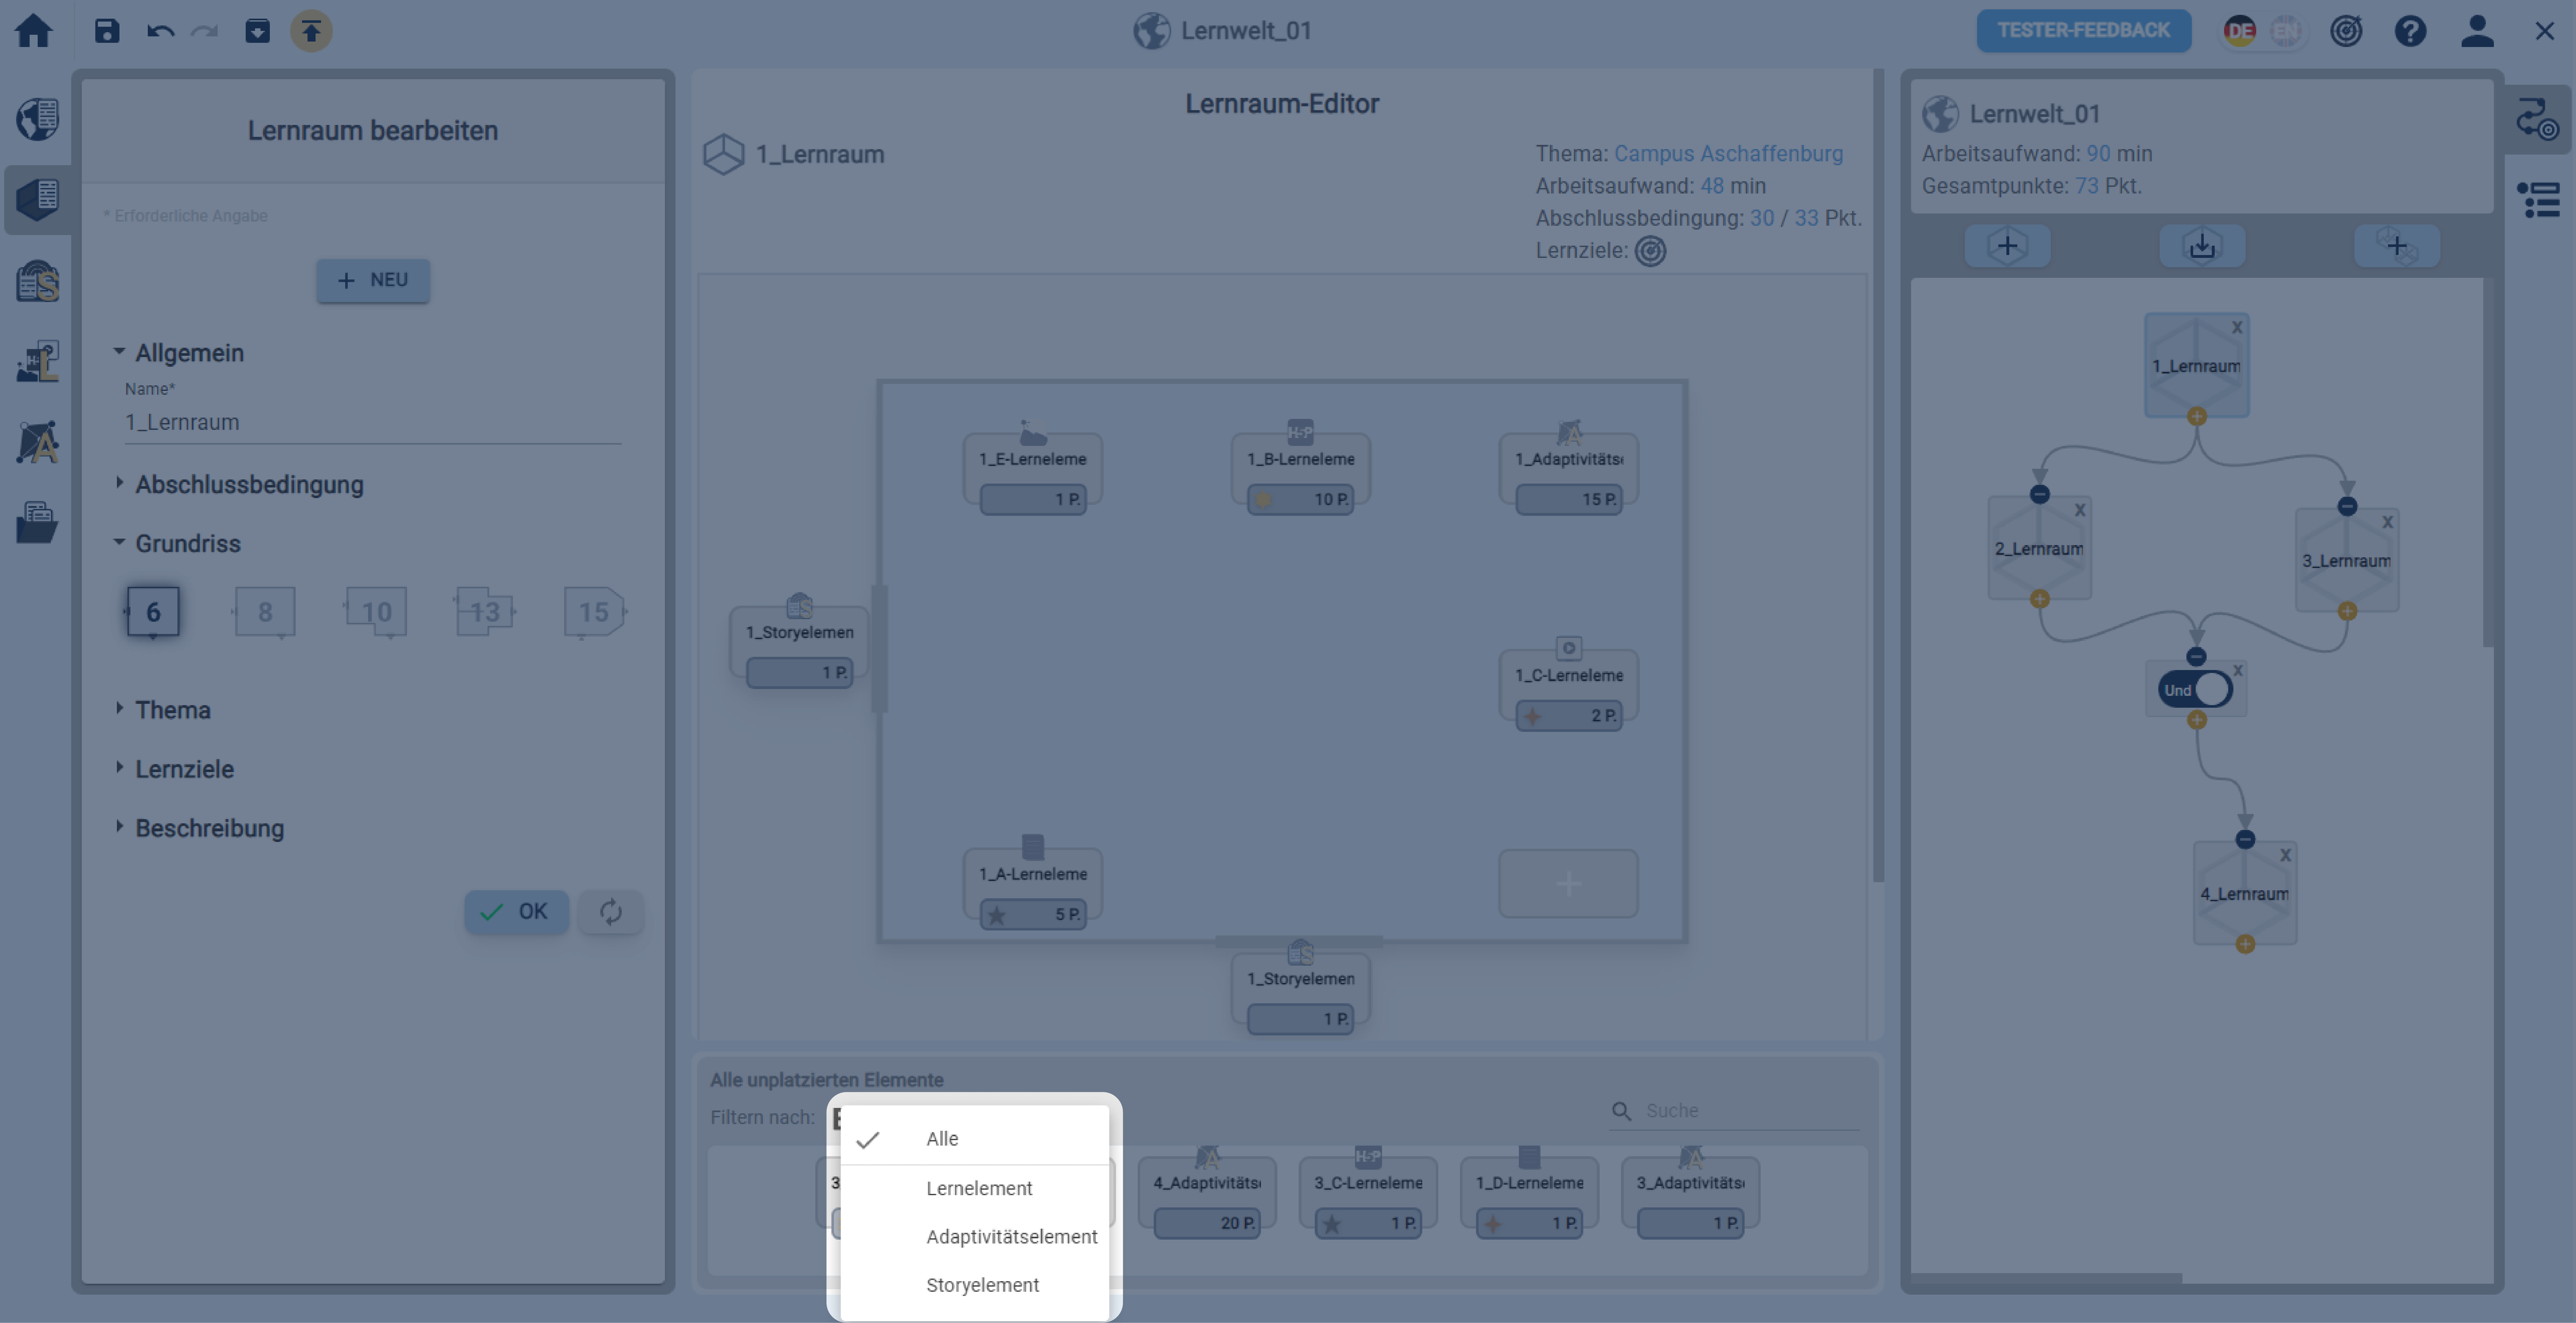 Lernwelt_01
TESTER-FEEDBACK
DE
EN
Lernraum bearbeiten
* Erforderliche Angabe
+ NEU
Allgemein
Name*
1_Lernraum
Abschlussbedingung
Grundriss
6
8
10
13
15
Thema
Lernziele
Beschreibung
OK
Lernraum-Editor
1_Lernraum
Thema: Campus Aschaffenburg
Arbeitsaufwand: 48 min
Abschlussbedingung: 30 / 33 Pkt.
Lernziele:
1_E-Lerneleme
1 P.
H-P
1_B-Lerneleme
10 P.
1_Adaptivitäts
15 P.
1_Storyelemen
1 P.
1_C-Lerneleme
2 P.
1_A-Lerneleme
5 P.
1_Storyelemen
1 P.
Alle unplatzierten Elemente
Filtern nach:
Suche
Alle
Lernelement
Adaptivitätselement
Storyelement
4_Adaptivitäts
20 P.
H-P
3_C-Lerneleme
1 P.
1_D-Lerneleme
1 P.
3_Adaptivitäts
1 P.
Lernwelt_01
Arbeitsaufwand: 90 min
Gesamtpunkte: 73 Pkt.
1_Lernraum
X
2_Lernraum
X
3_Lernraum
X
Und
X
4_Lernraum
X